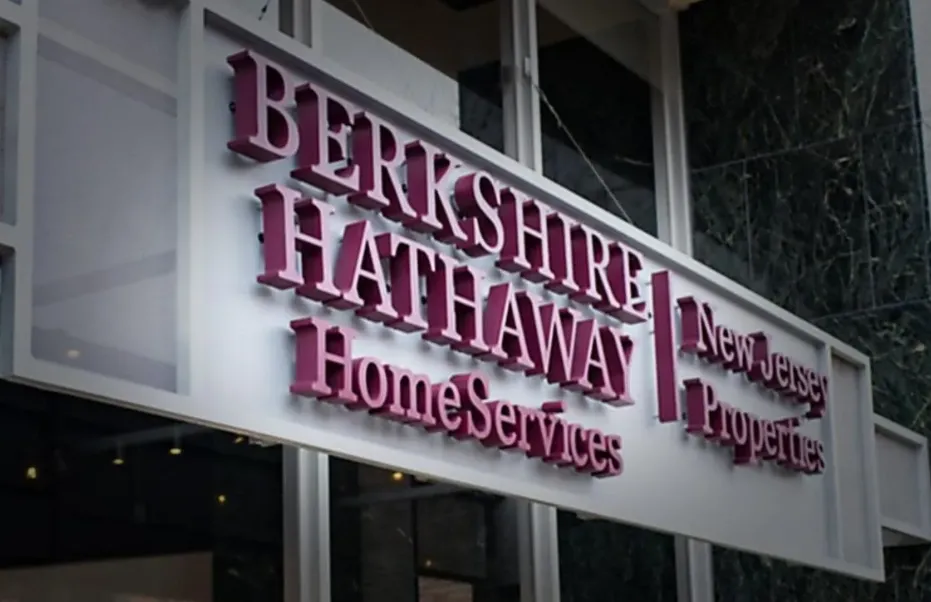 BERKSHIRE
HATHAWAY
HomeServices
New Jersey
Properties